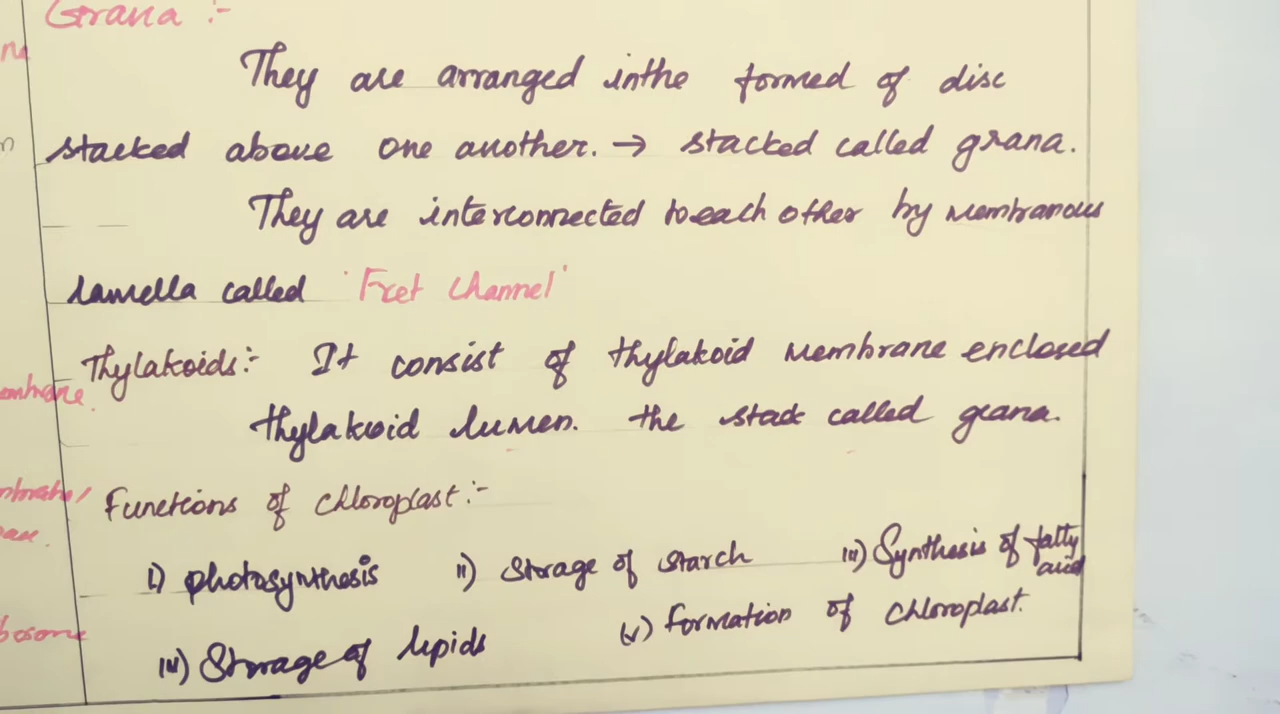 Grana :-
They are arranged inthe formed of disc
stacked above one another. → stacked called grana.
They are interconnected to each other by membranous
lamella called 'Fret channel'
Thylakoids:- It consist of thylakoid membrane enclosed
thylakoid lumen. the stack called grana.
Functions of chloroplast:-
i) photosynthesis ii) storage of starch iii) Synthesis of fatty
acid
iv) Storage of lipids (v) formation of chloroplast.